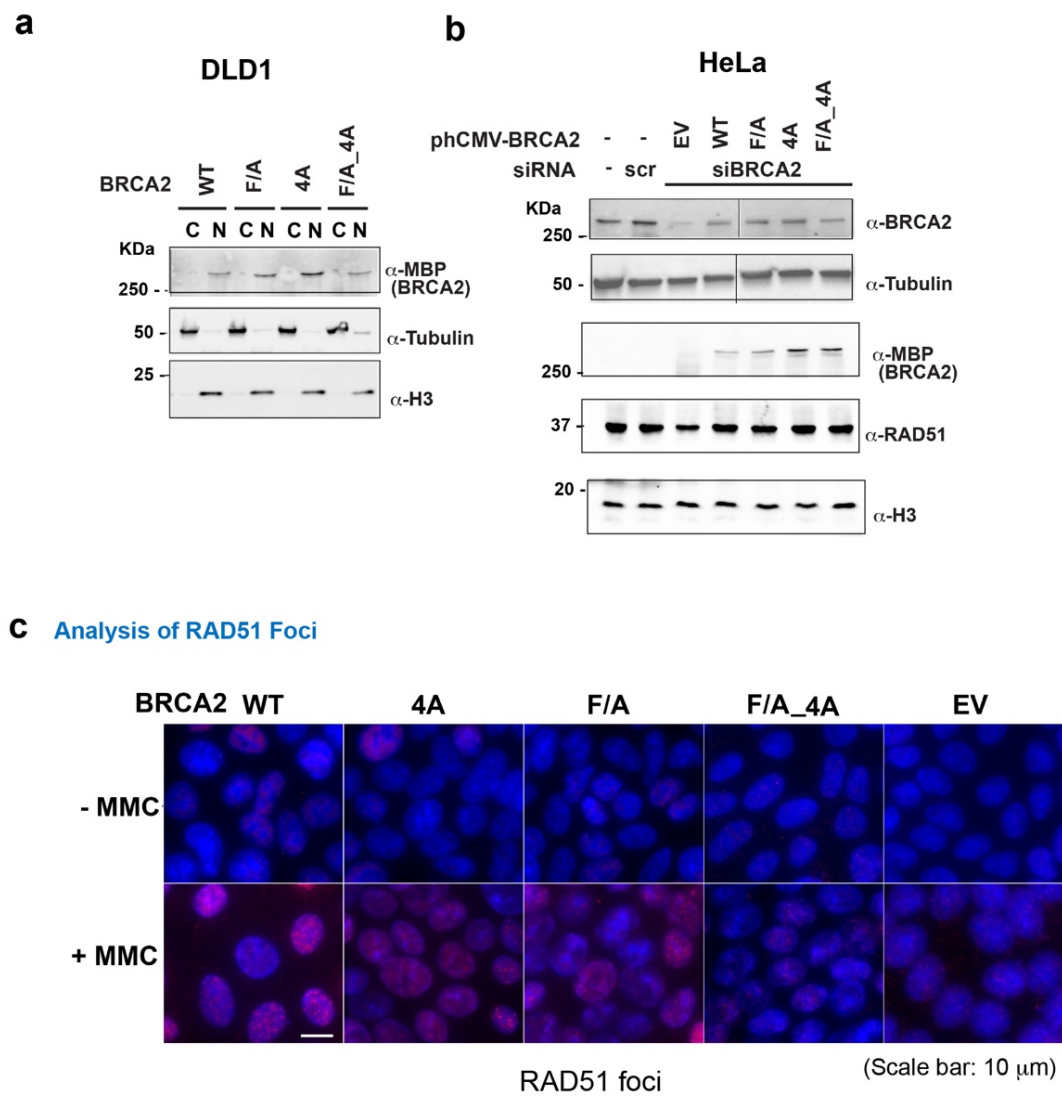 a
DLD1
BRCA2 WT F/A 4A F/A_4A
C N C N C N C N
KDa
250 -
α-MBP
(BRCA2)
50 -
α-Tubulin
25 -
α-H3
b
HeLa
phCMV-BRCA2 - - EV WT F/A 4A F/A_4A
siRNA - scr siBRCA2
KDa
250 -
α-BRCA2
50 -
α-Tubulin
250 -
α-MBP
(BRCA2)
37 -
α-RAD51
20 -
α-H3
c Analysis of RAD51 Foci
BRCA2 WT 4A F/A F/A_4A EV
- MMC
+ MMC
RAD51 foci
(Scale bar: 10 μm)